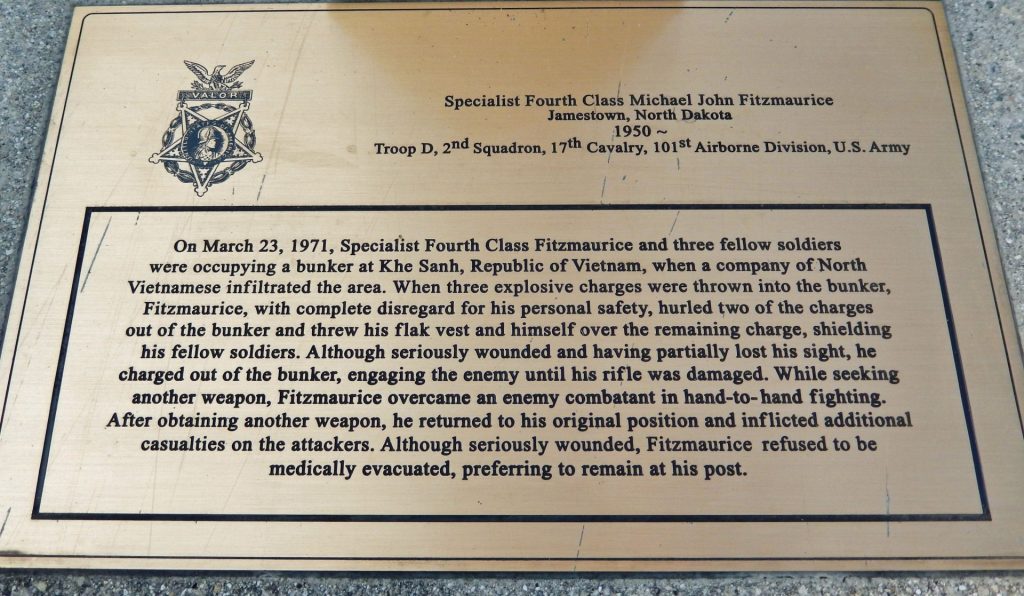 VALOR
Specialist Fourth Class Michael John Fitzmaurice
Jamestown, North Dakota
1950 ~
Troop D, 2nd Squadron, 17th Cavalry, 101st Airborne Division, U.S. Army
On March 23, 1971, Specialist Fourth Class Fitzmaurice and three fellow soldiers
were occupying a bunker at Khe Sanh, Republic of Vietnam, when a company of North
Vietnamese infiltrated the area. When three explosive charges were thrown into the bunker,
Fitzmaurice, with complete disregard for his personal safety, hurled two of the charges
out of the bunker and threw his flak vest and himself over the remaining charge, shielding
his fellow soldiers. Although seriously wounded and having partially lost his sight, he
charged out of the bunker, engaging the enemy until his rifle was damaged. While seeking
another weapon, Fitzmaurice overcame an enemy combatant in hand-to-hand fighting.
After obtaining another weapon, he returned to his original position and inflicted additional
casualties on the attackers. Although seriously wounded, Fitzmaurice refused to be
medically evacuated, preferring to remain at his post.